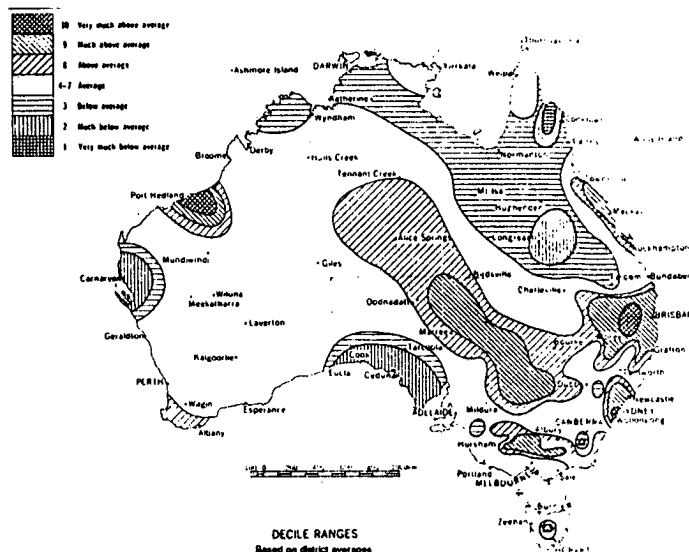 10 Very much above average
9 Much above average
8 Above average
4-7 Average
3 Below average
2 Much below average
1 Very much below average
Ashmore Island
DARWIN
Katherine
Wyndham
Derby
Broome
Halls Creek
Normanton
Tennant Creek
Mt Isa
Port Hedland
Hughenden
Mackay
Longreach
Alice Springs
Mundiwindi
Carnarvon
Giles
Birdsville
Bundaberg
Charleville
Wiluna
Meekatharra
Oodnadatta
BRISBANE
Laverton
Marree
Geraldton
Tarcoola
Bourke
Grafton
Kalgoorlie
Cook
Eucla
Ceduna
PERTH
Newcastle
Wagin
Esperance
ADELAIDE
Mildura
SYDNEY
CANBERRA
Wollongong
Albany
Albury
Horsham
Portland
MELBOURNE
Sale
Burnie
Zeehan
HOBART
DECILE RANGES
Based on district averages